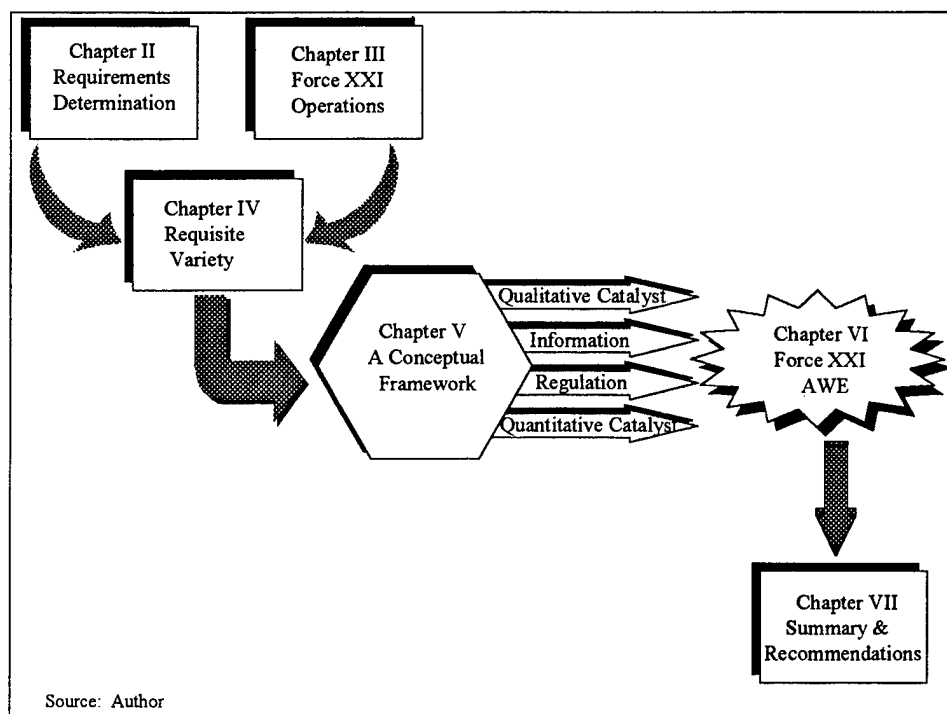 Chapter II
Requirements
Determination
Chapter III
Force XXI
Operations
Chapter IV
Requisite
Variety
Chapter V
A Conceptual
Framework
Qualitative Catalyst
Information
Regulation
Quantitative Catalyst
Chapter VI
Force XXI
AWE
Chapter VII
Summary &
Recommendations
Source: Author